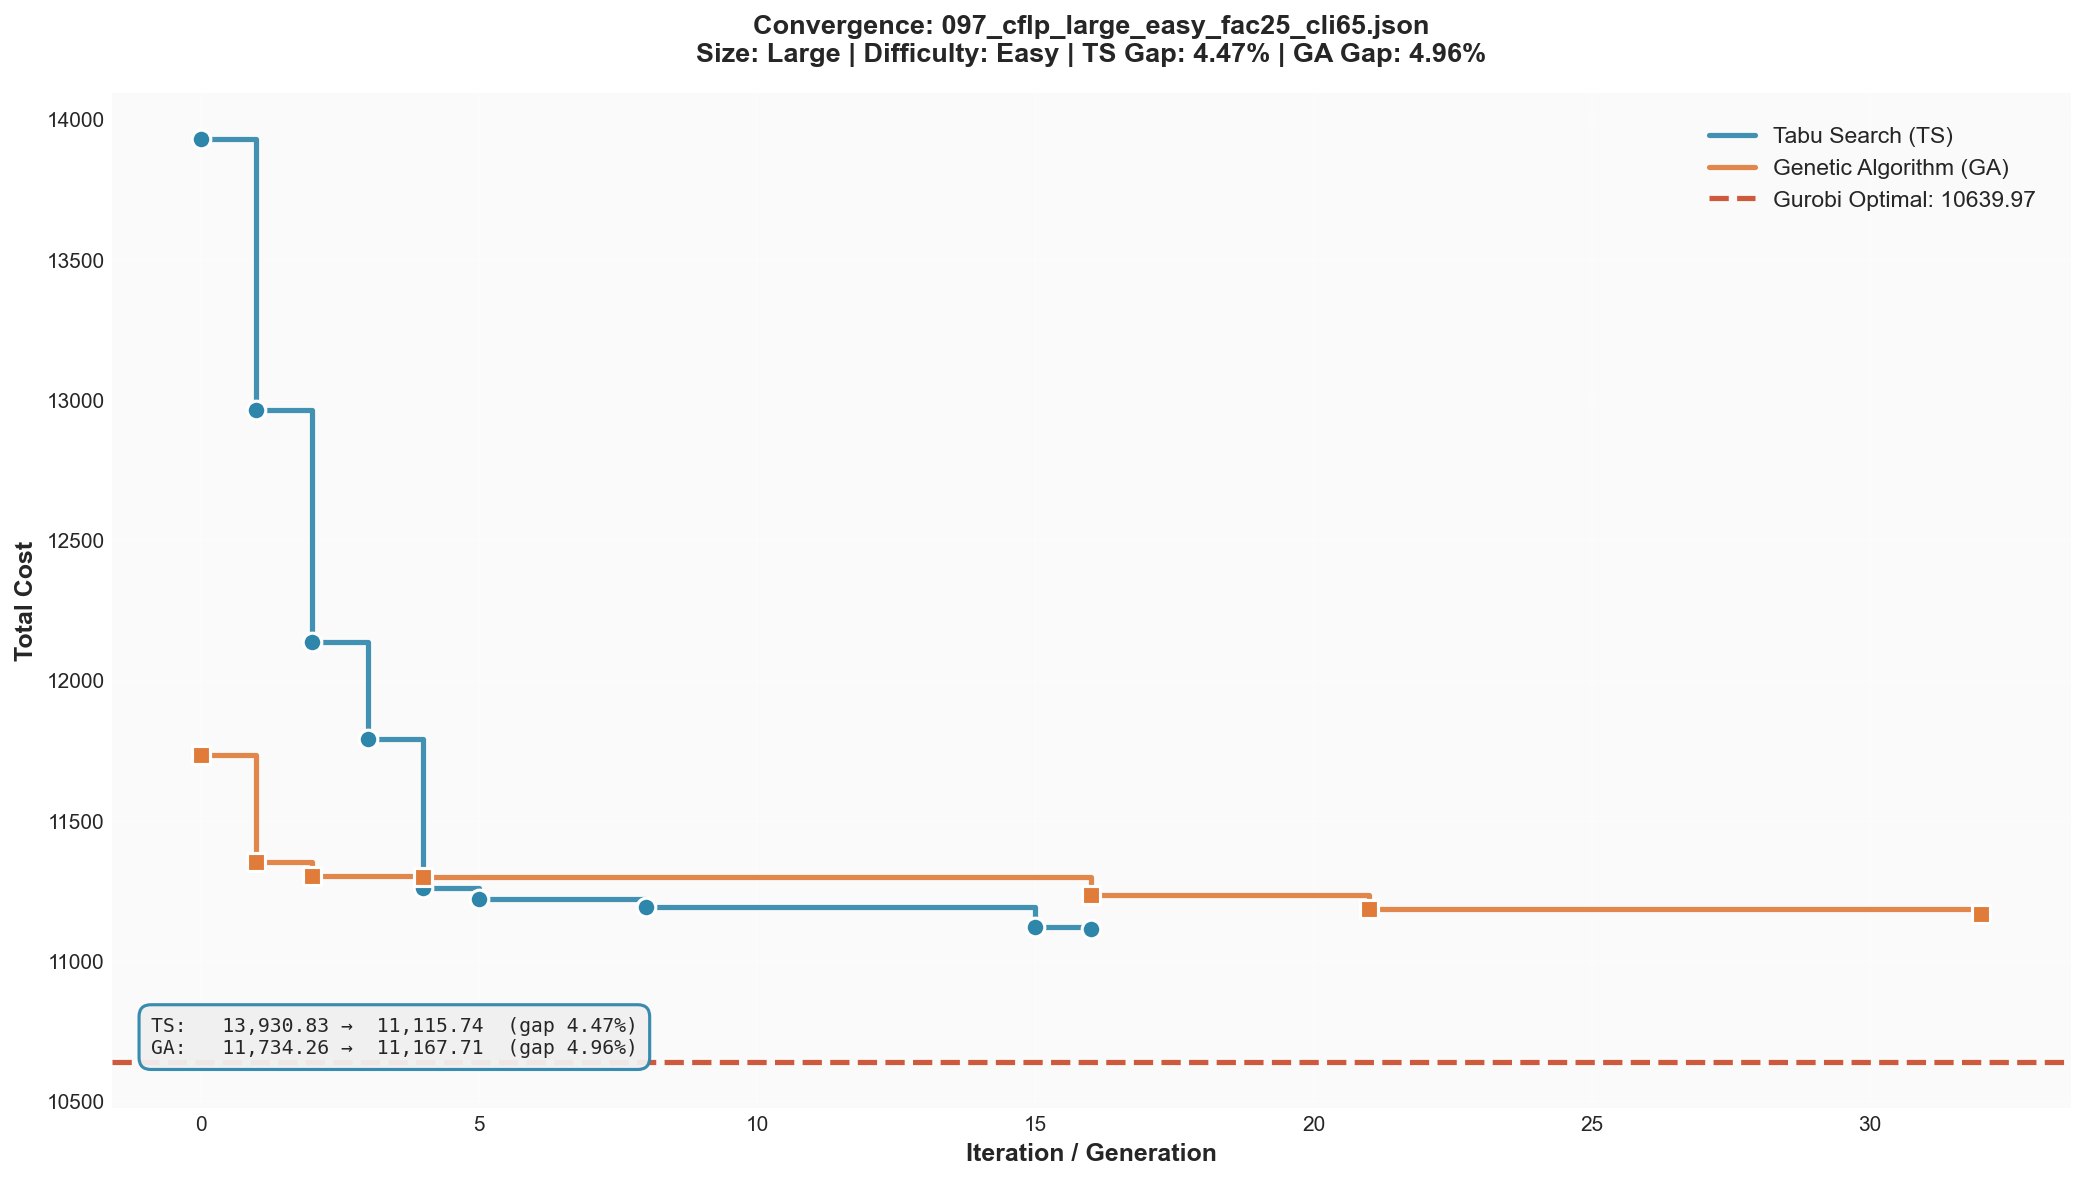 Convergence: 097_cflp_large_easy_fac25_cli65.json
Size: Large | Difficulty: Easy | TS Gap: 4.47% | GA Gap: 4.96%
Tabu Search (TS)
Genetic Algorithm (GA)
Gurobi Optimal: 10639.97
Total Cost
14000
13500
13000
12500
12000
11500
11000
10500
TS:   13,930.83 →  11,115.74  (gap 4.47%)
GA:   11,734.26 →  11,167.71  (gap 4.96%)
0 5 10 15 20 25 30
Iteration / Generation